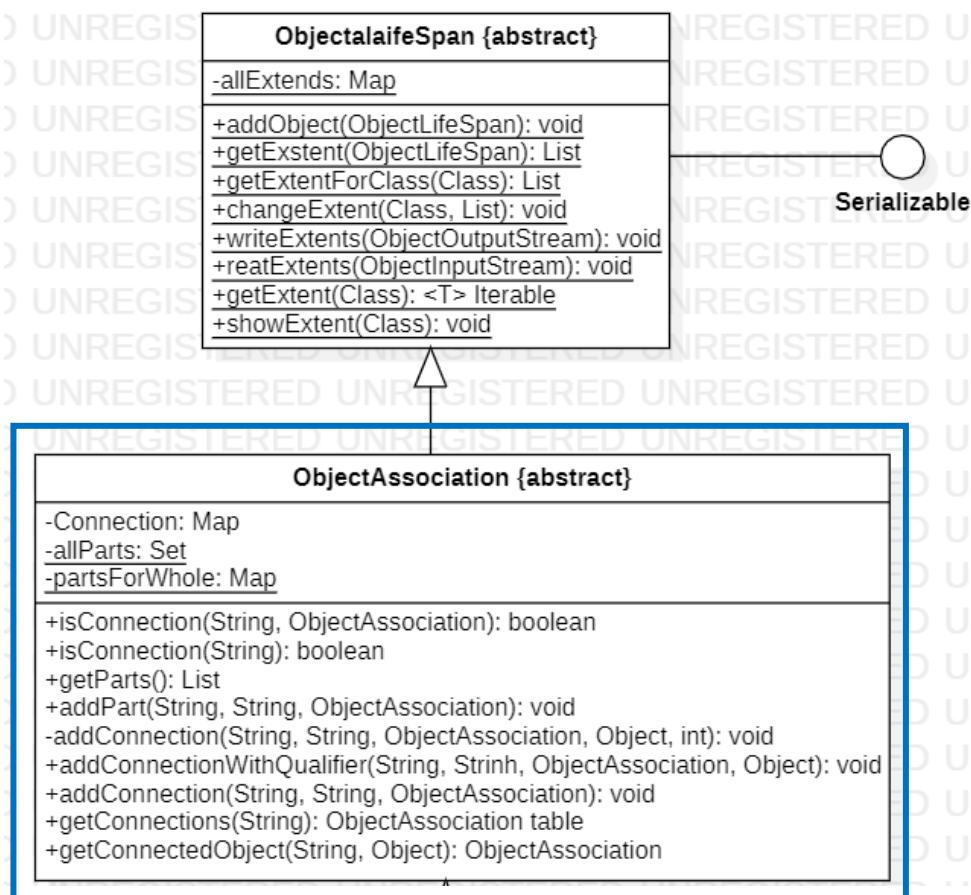 ObjectalaifeSpan {abstract}
-allExtends: Map
+addObject(ObjectLifeSpan): void
+getExstent(ObjectLifeSpan): List
+getExtentForClass(Class): List
+changeExtent(Class, List): void
+writeExtents(ObjectOutputStream): void
+reatExtents(ObjectInputStream): void
+getExtent(Class): <T> Iterable
+showExtent(Class): void
Serializable
ObjectAssociation {abstract}
-Connection: Map
-allParts: Set
-partsForWhole: Map
+isConnection(String, ObjectAssociation): boolean
+isConnection(String): boolean
+getParts(): List
+addPart(String, String, ObjectAssociation): void
-addConnection(String, String, ObjectAssociation, Object, int): void
+addConnectionWithQualifier(String, Strinh, ObjectAssociation, Object): void
+addConnection(String, String, ObjectAssociation): void
+getConnections(String): ObjectAssociation table
+getConnectedObject(String, Object): ObjectAssociation
UNREGISTERED